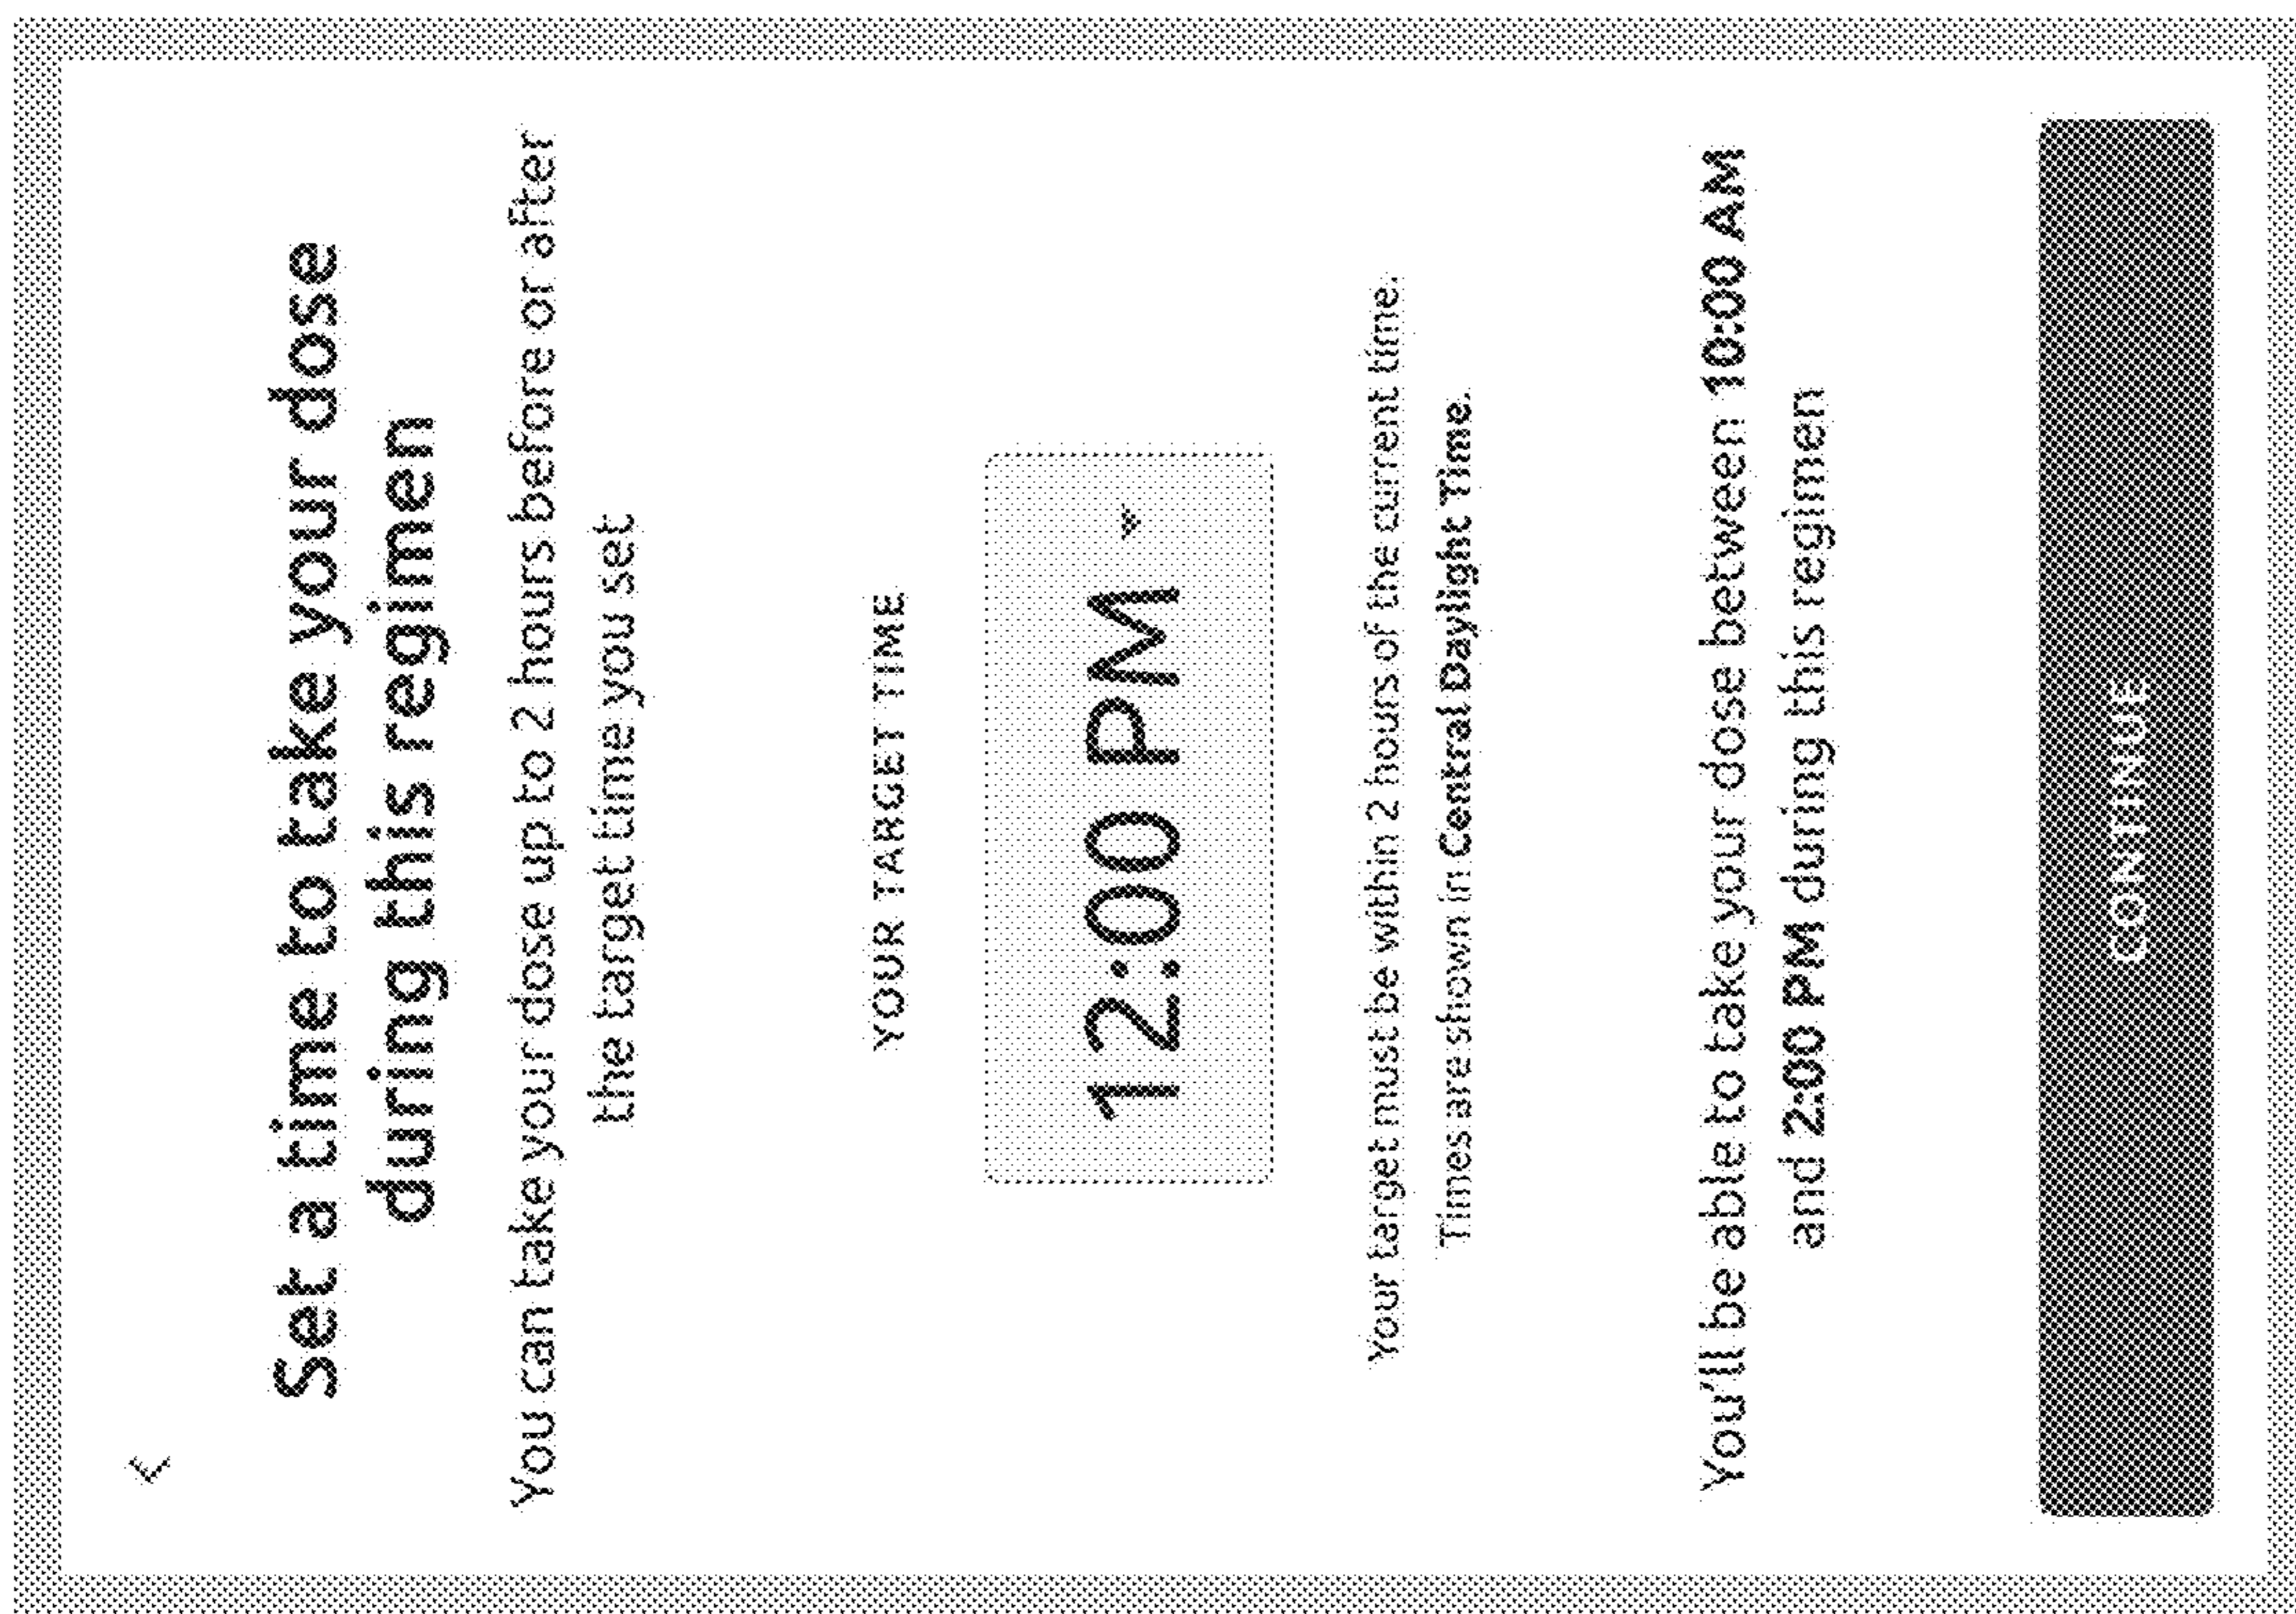 Set a time to take your dose
during this regimen
You can take your dose up to 2 hours before or after
the target time you set
YOUR TARGET TIME
12:00 PM
Your target must be within 2 hours of the current time.
Times are shown in Central Daylight Time.
You'll be able to take your dose between 10:00 AM
and 2:00 PM during this regimen
CONTINUE